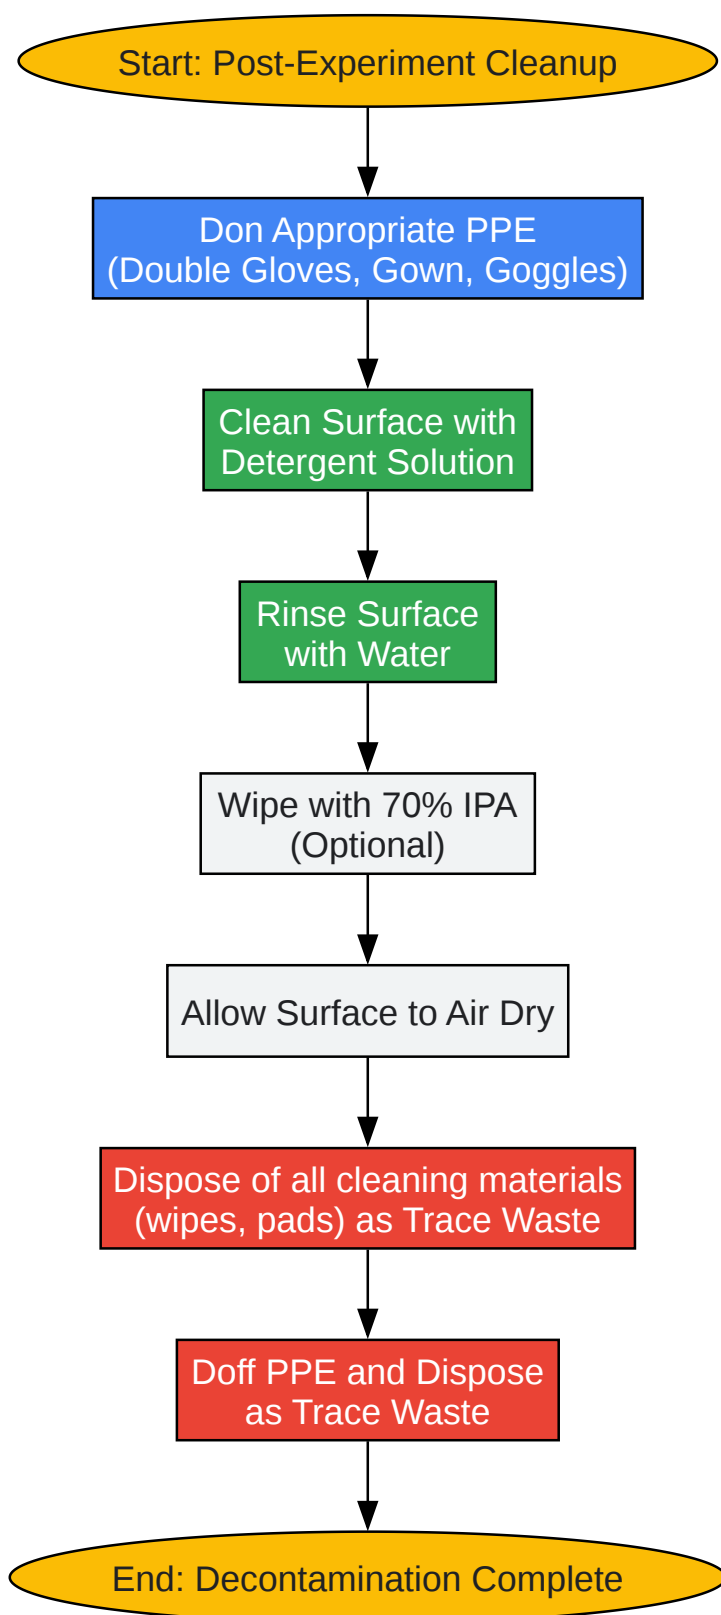 Start: Post-Experiment Cleanup
Don Appropriate PPE
(Double Gloves, Gown, Goggles)
Clean Surface with
Detergent Solution
Rinse Surface
with Water
Wipe with 70% IPA
(Optional)
Allow Surface to Air Dry
Dispose of all cleaning materials
(wipes, pads) as Trace Waste
Doff PPE and Dispose
as Trace Waste
End: Decontamination Complete